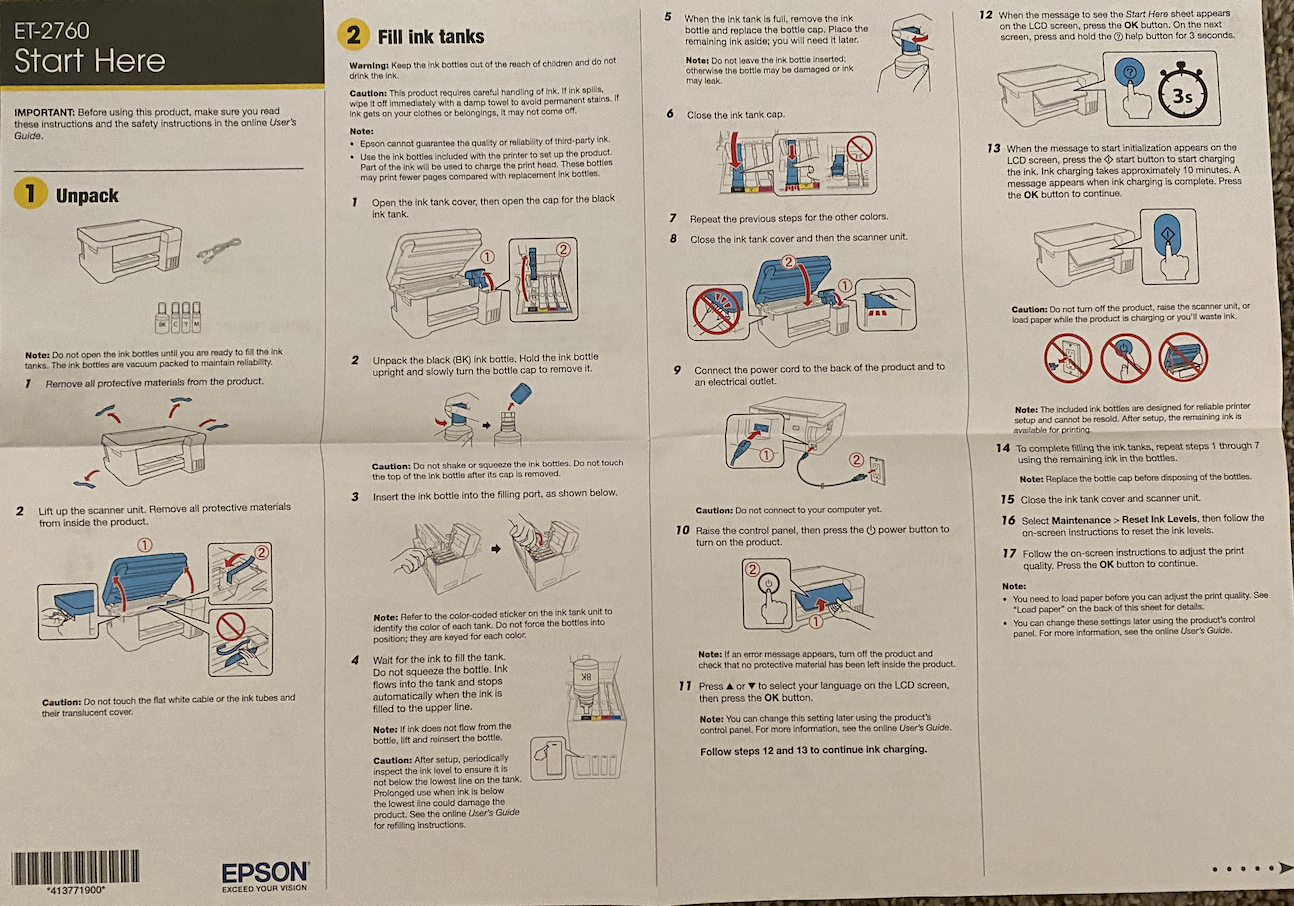 ET-2760
Start Here
IMPORTANT: Before using this product, make sure you read
these instructions and the safety instructions in the online User's
Guide.
1 Unpack
BK C Y M
Note: Do not open the ink bottles until you are ready to fill the ink
tanks. The ink bottles are vacuum packed to maintain reliability.
1 Remove all protective materials from the product.
2 Lift up the scanner unit. Remove all protective materials
from inside the product.
1
2
Caution: Do not touch the flat white cable or the ink tubes and
their translucent cover.
*413771900*
EPSON®
EXCEED YOUR VISION
2 Fill ink tanks
Warning: Keep the ink bottles out of the reach of children and do not
drink the ink.
Caution: This product requires careful handling of ink. If ink spills,
wipe it off immediately with a damp towel to avoid permanent stains. If
ink gets on your clothes or belongings, it may not come off.
Note:
• Epson cannot guarantee the quality or reliability of third-party ink.
• Use the ink bottles included with the printer to set up the product.
Part of the ink will be used to charge the print head. These bottles
may print fewer pages compared with replacement ink bottles.
1 Open the ink tank cover, then open the cap for the black
ink tank.
1
2
2 Unpack the black (BK) ink bottle. Hold the ink bottle
upright and slowly turn the bottle cap to remove it.
Caution: Do not shake or squeeze the ink bottles. Do not touch
the top of the ink bottle after its cap is removed.
3 Insert the ink bottle into the filling port, as shown below.
Note: Refer to the color-coded sticker on the ink tank unit to
identify the color of each tank. Do not force the bottles into
position; they are keyed for each color.
4 Wait for the ink to fill the tank.
Do not squeeze the bottle. Ink
flows into the tank and stops
automatically when the ink is
filled to the upper line.
BK
Note: If ink does not flow from the
bottle, lift and reinsert the bottle.
Caution: After setup, periodically
inspect the ink level to ensure it is
not below the lowest line on the tank.
Prolonged use when ink is below
the lowest line could damage the
product. See the online User's Guide
for refilling instructions.
5 When the ink tank is full, remove the ink
bottle and replace the bottle cap. Place the
remaining ink aside; you will need it later.
Note: Do not leave the ink bottle inserted;
otherwise the bottle may be damaged or ink
may leak.
6 Close the ink tank cap.
7 Repeat the previous steps for the other colors.
8 Close the ink tank cover and then the scanner unit.
2
1
9 Connect the power cord to the back of the product and to
an electrical outlet.
1
2
Caution: Do not connect to your computer yet.
10 Raise the control panel, then press the ⏻ power button to
turn on the product.
2
1
Note: If an error message appears, turn off the product and
check that no protective material has been left inside the product.
11 Press ▲ or ▼ to select your language on the LCD screen,
then press the OK button.
Note: You can change this setting later using the product's
control panel. For more information, see the online User's Guide.
Follow steps 12 and 13 to continue ink charging.
12 When the message to see the Start Here sheet appears
on the LCD screen, press the OK button. On the next
screen, press and hold the ? help button for 3 seconds.
?
3s
13 When the message to start initialization appears on the
LCD screen, press the ◇ start button to start charging
the ink. Ink charging takes approximately 10 minutes. A
message appears when ink charging is complete. Press
the OK button to continue.
Caution: Do not turn off the product, raise the scanner unit, or
load paper while the product is charging or you'll waste ink.
Note: The included ink bottles are designed for reliable printer
setup and cannot be resold. After setup, the remaining ink is
available for printing.
14 To complete filling the ink tanks, repeat steps 1 through 7
using the remaining ink in the bottles.
Note: Replace the bottle cap before disposing of the bottles.
15 Close the ink tank cover and scanner unit.
16 Select Maintenance > Reset Ink Levels, then follow the
on-screen instructions to reset the ink levels.
17 Follow the on-screen instructions to adjust the print
quality. Press the OK button to continue.
Note:
• You need to load paper before you can adjust the print quality. See
"Load paper" on the back of this sheet for details.
• You can change these settings later using the product's control
panel. For more information, see the online User's Guide.